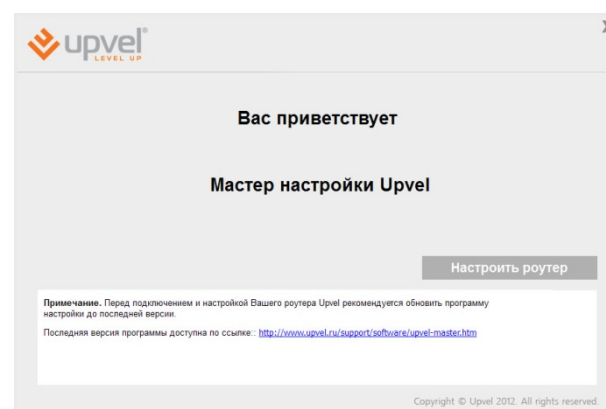 upvel®
LEVEL UP
Вас приветствует
Мастер настройки Upvel
Настроить роутер
Примечание. Перед подключением и настройкой Вашего роутера Upvel рекомендуется обновить программу
настройки до последней версии.
Последняя версия программы доступна по ссылке:: http://www.upvel.ru/support/software/upvel-master.htm
Copyright © Upvel 2012. All rights reserved.